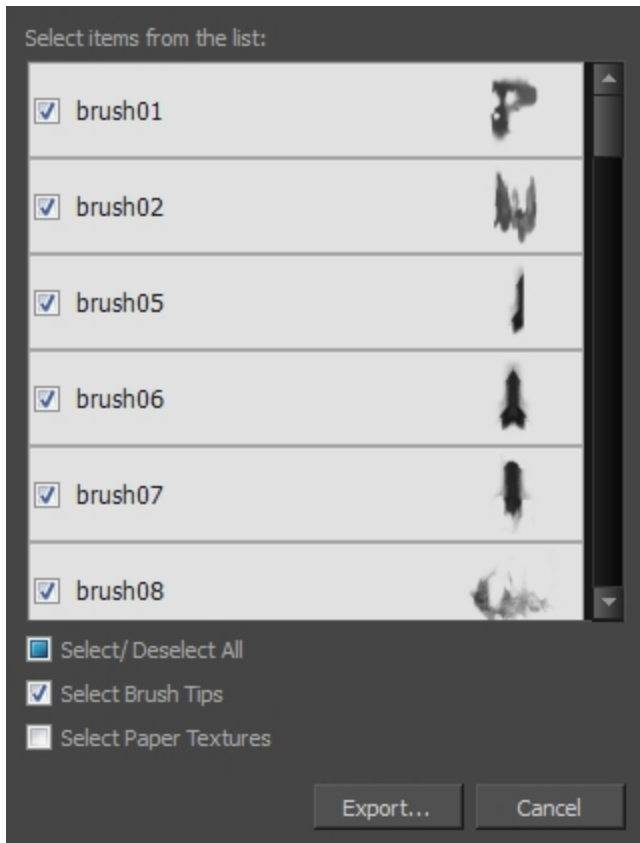 Select items from the list:
brush01
brush02
brush05
brush06
brush07
brush08
Select/ Deselect All
Select Brush Tips
Select Paper Textures
Export... Cancel